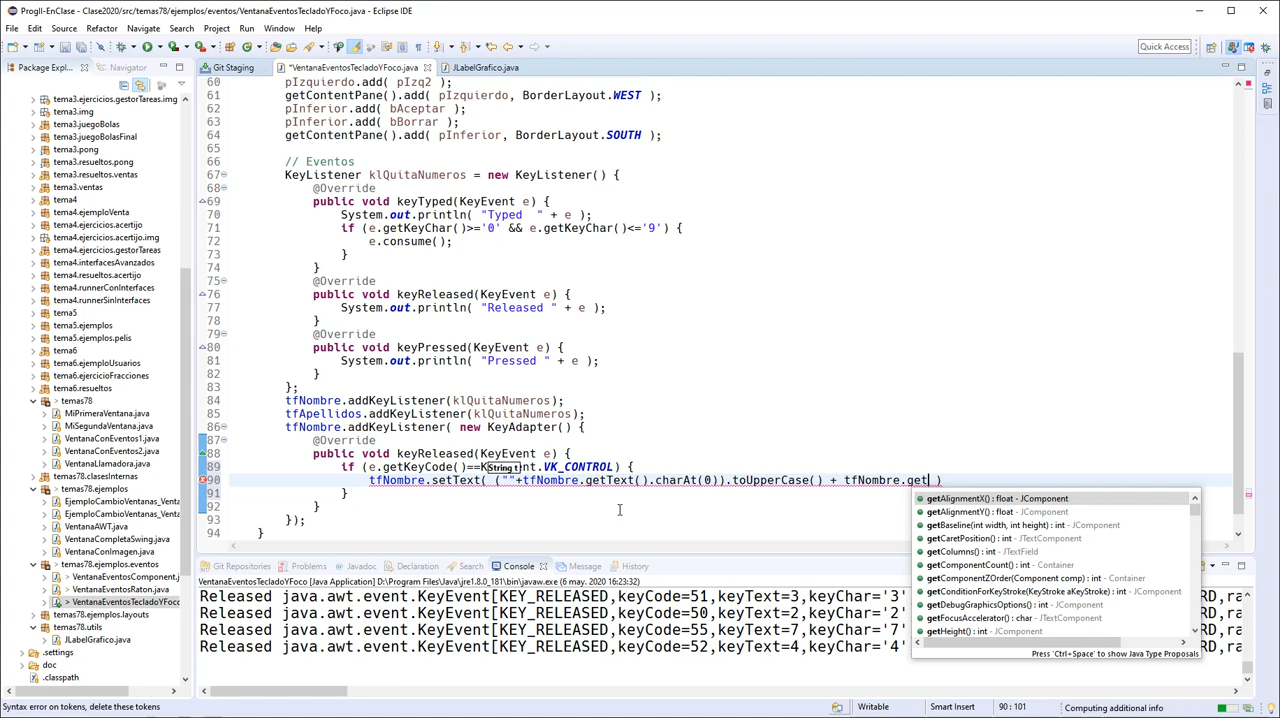 ProgII-EnClase - Clase2020/src/temas78/ejemplos/eventos/VentanaEventosTecladoYFoco.java - Eclipse IDE
File Edit Source Refactor Navigate Search Project Run Window Help
Quick Access
Package Expl...
Navigator
Git Staging
*VentanaEventosTecladoYFoco.java
JLabelGrafico.java
tema3.ejercicios.gestorTareas.img
tema3.img
tema3.juegoBolas
tema3.juegoBolasFinal
tema3.pong
tema3.resueltos.pong
tema3.resueltos.ventas
tema3.ventas
tema4
tema4.ejemploVenta
tema4.ejercicios.acertijo
tema4.ejercicios.acertijo.img
tema4.ejercicios.gestorTareas
tema4.interfacesAvanzados
tema4.resueltos.acertijo
tema4.runnerConInterfaces
tema4.runnerSinInterfaces
tema5
tema5.ejemplos
tema5.ejemplos.pelis
tema6
tema6.ejemploUsuarios
tema6.ejercicioFracciones
tema6.resueltos
temas78
MiPrimeraVentana.java
MiSegundaVentana.java
VentanaConEventos1.java
VentanaConEventos2.java
VentanaLlamadora.java
temas78.clasesInternas
temas78.ejemplos
EjemploCambioVentanas_Venta
EjemploCambioVentanas_Venta
VentanaAWT.java
VentanaCompletaSwing.java
VentanaConImagen.java
temas78.ejemplos.eventos
> VentanaEventosComponent.j
> VentanaEventosRaton.java
> VentanaEventosTecladoYFoco
temas78.ejemplos.layouts
temas78.utils
JLabelGrafico.java
.settings
doc
.classpath
60 pIzquierdo.add( pIzq2 );
61 getContentPane().add( pIzquierdo, BorderLayout.WEST );
62 pInferior.add( bAceptar );
63 pInferior.add( bBorrar );
64 getContentPane().add( pInferior, BorderLayout.SOUTH );
65
66 // Eventos
67 KeyListener klQuitaNumeros = new KeyListener() {
68 @Override
69 public void keyTyped(KeyEvent e) {
70 System.out.println( "Typed  " + e );
71 if (e.getKeyChar()>='0' && e.getKeyChar()<='9') {
72 e.consume();
73 }
74 }
75 @Override
76 public void keyReleased(KeyEvent e) {
77 System.out.println( "Released " + e );
78 }
79 @Override
80 public void keyPressed(KeyEvent e) {
81 System.out.println( "Pressed " + e );
82 }
83 };
84 tfNombre.addKeyListener(klQuitaNumeros);
85 tfApellidos.addKeyListener(klQuitaNumeros);
86 tfNombre.addKeyListener( new KeyAdapter() {
87 @Override
88 public void keyReleased(KeyEvent e) {
89 if (e.getKeyCode()==K String t nt.VK_CONTROL) {
90 tfNombre.setText( (""+tfNombre.getText().charAt(0)).toUpperCase() + tfNombre.get )
91 }
92 }
93 });
94 }
getAlignmentX() : float - JComponent
getAlignmentY() : float - JComponent
getBaseline(int width, int height) : int - JComponent
getCaretPosition() : int - JTextComponent
getColumns() : int - JTextField
getComponentCount() : int - Container
getComponentZOrder(Component comp) : int - Container
getConditionForKeyStroke(KeyStroke aKeyStroke) : int - JComponent
getDebugGraphicsOptions() : int - JComponent
getFocusAccelerator() : char - JTextComponent
getHeight() : int - JComponent
Press 'Ctrl+Space' to show Java Type Proposals
Git Repositories Problems Javadoc Declaration Search Console Message History
VentanaEventosTecladoYFoco [Java Application] D:\Program Files\Java\jre1.8.0_181\bin\javaw.exe (6 may. 2020 16:23:32)
Released java.awt.event.KeyEvent[KEY_RELEASED,keyCode=51,keyText=3,keyChar='3' RD,ra
Released java.awt.event.KeyEvent[KEY_RELEASED,keyCode=50,keyText=2,keyChar='2' RD,ra
Released java.awt.event.KeyEvent[KEY_RELEASED,keyCode=55,keyText=7,keyChar='7' RD,ra
Released java.awt.event.KeyEvent[KEY_RELEASED,keyCode=52,keyText=4,keyChar='4' RD,ra
Syntax error on tokens, delete these tokens
Writable
Smart Insert
90 : 101
Computing additional info